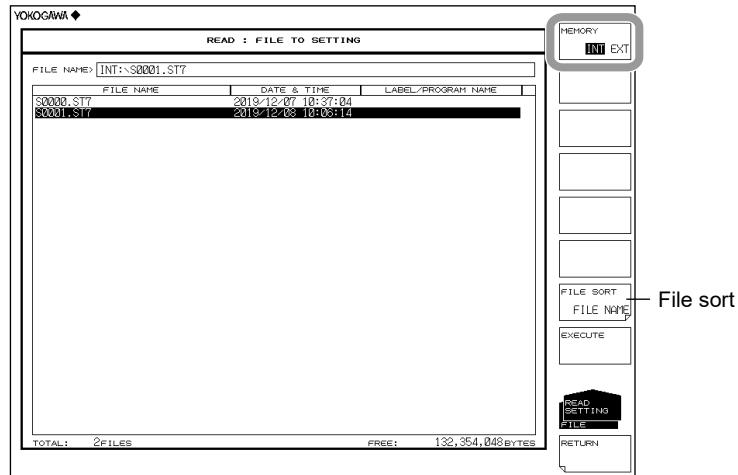 YOKOGAWA ◆
READ : FILE TO SETTING
FILE NAME> INT:\S0001.ST7
FILE NAME DATE & TIME LABEL/PROGRAM NAME
S0000.ST7 2019/12/07 10:37:04
S0001.ST7 2019/12/08 10:06:14
TOTAL: 2FILES FREE: 132,354,048BYTES
MEMORY
INT EXT
FILE SORT
FILE NAME
EXECUTE
READ
SETTING
FILE
RETURN
File sort